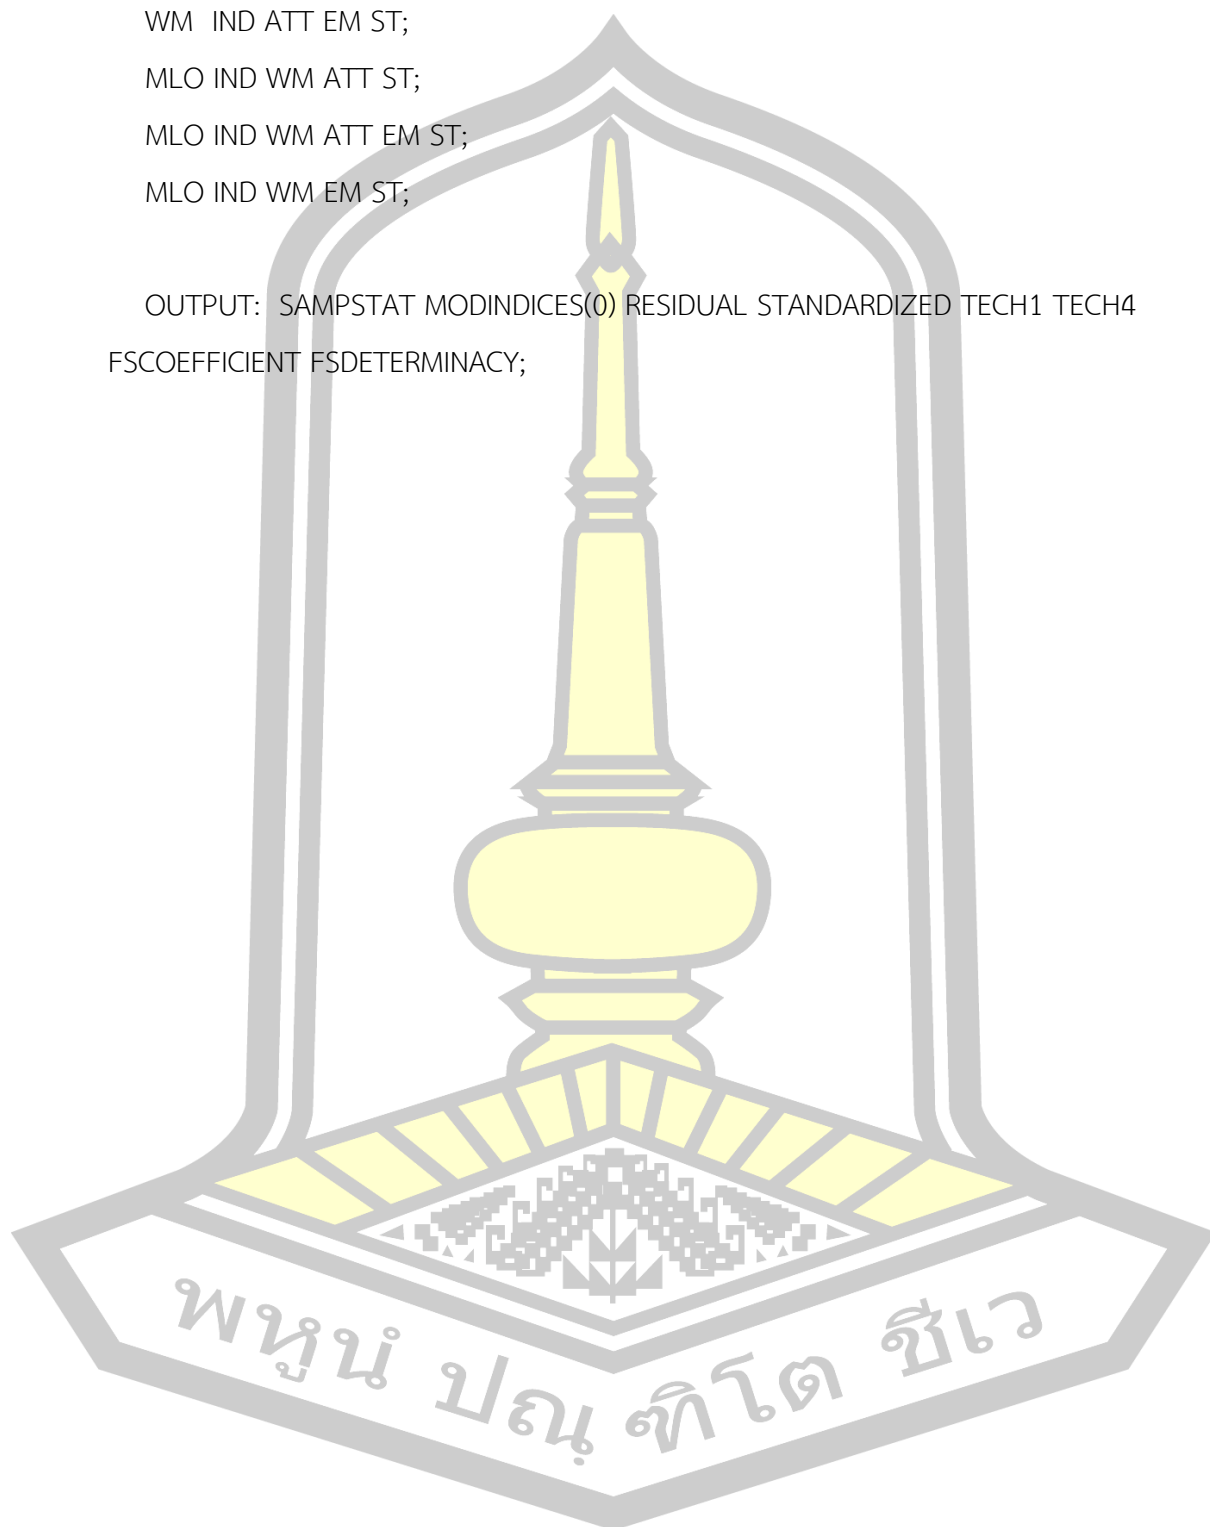 WM  IND ATT EM ST;
MLO IND WM ATT ST;
MLO IND WM ATT EM ST;
MLO IND WM EM ST;
OUTPUT:  SAMPSTAT MODINDICES(0) RESIDUAL STANDARDIZED TECH1 TECH4
FSCOEFFICIENT FSDETERMINACY;
พหูนํ ปณฺฑิโต ชีเว